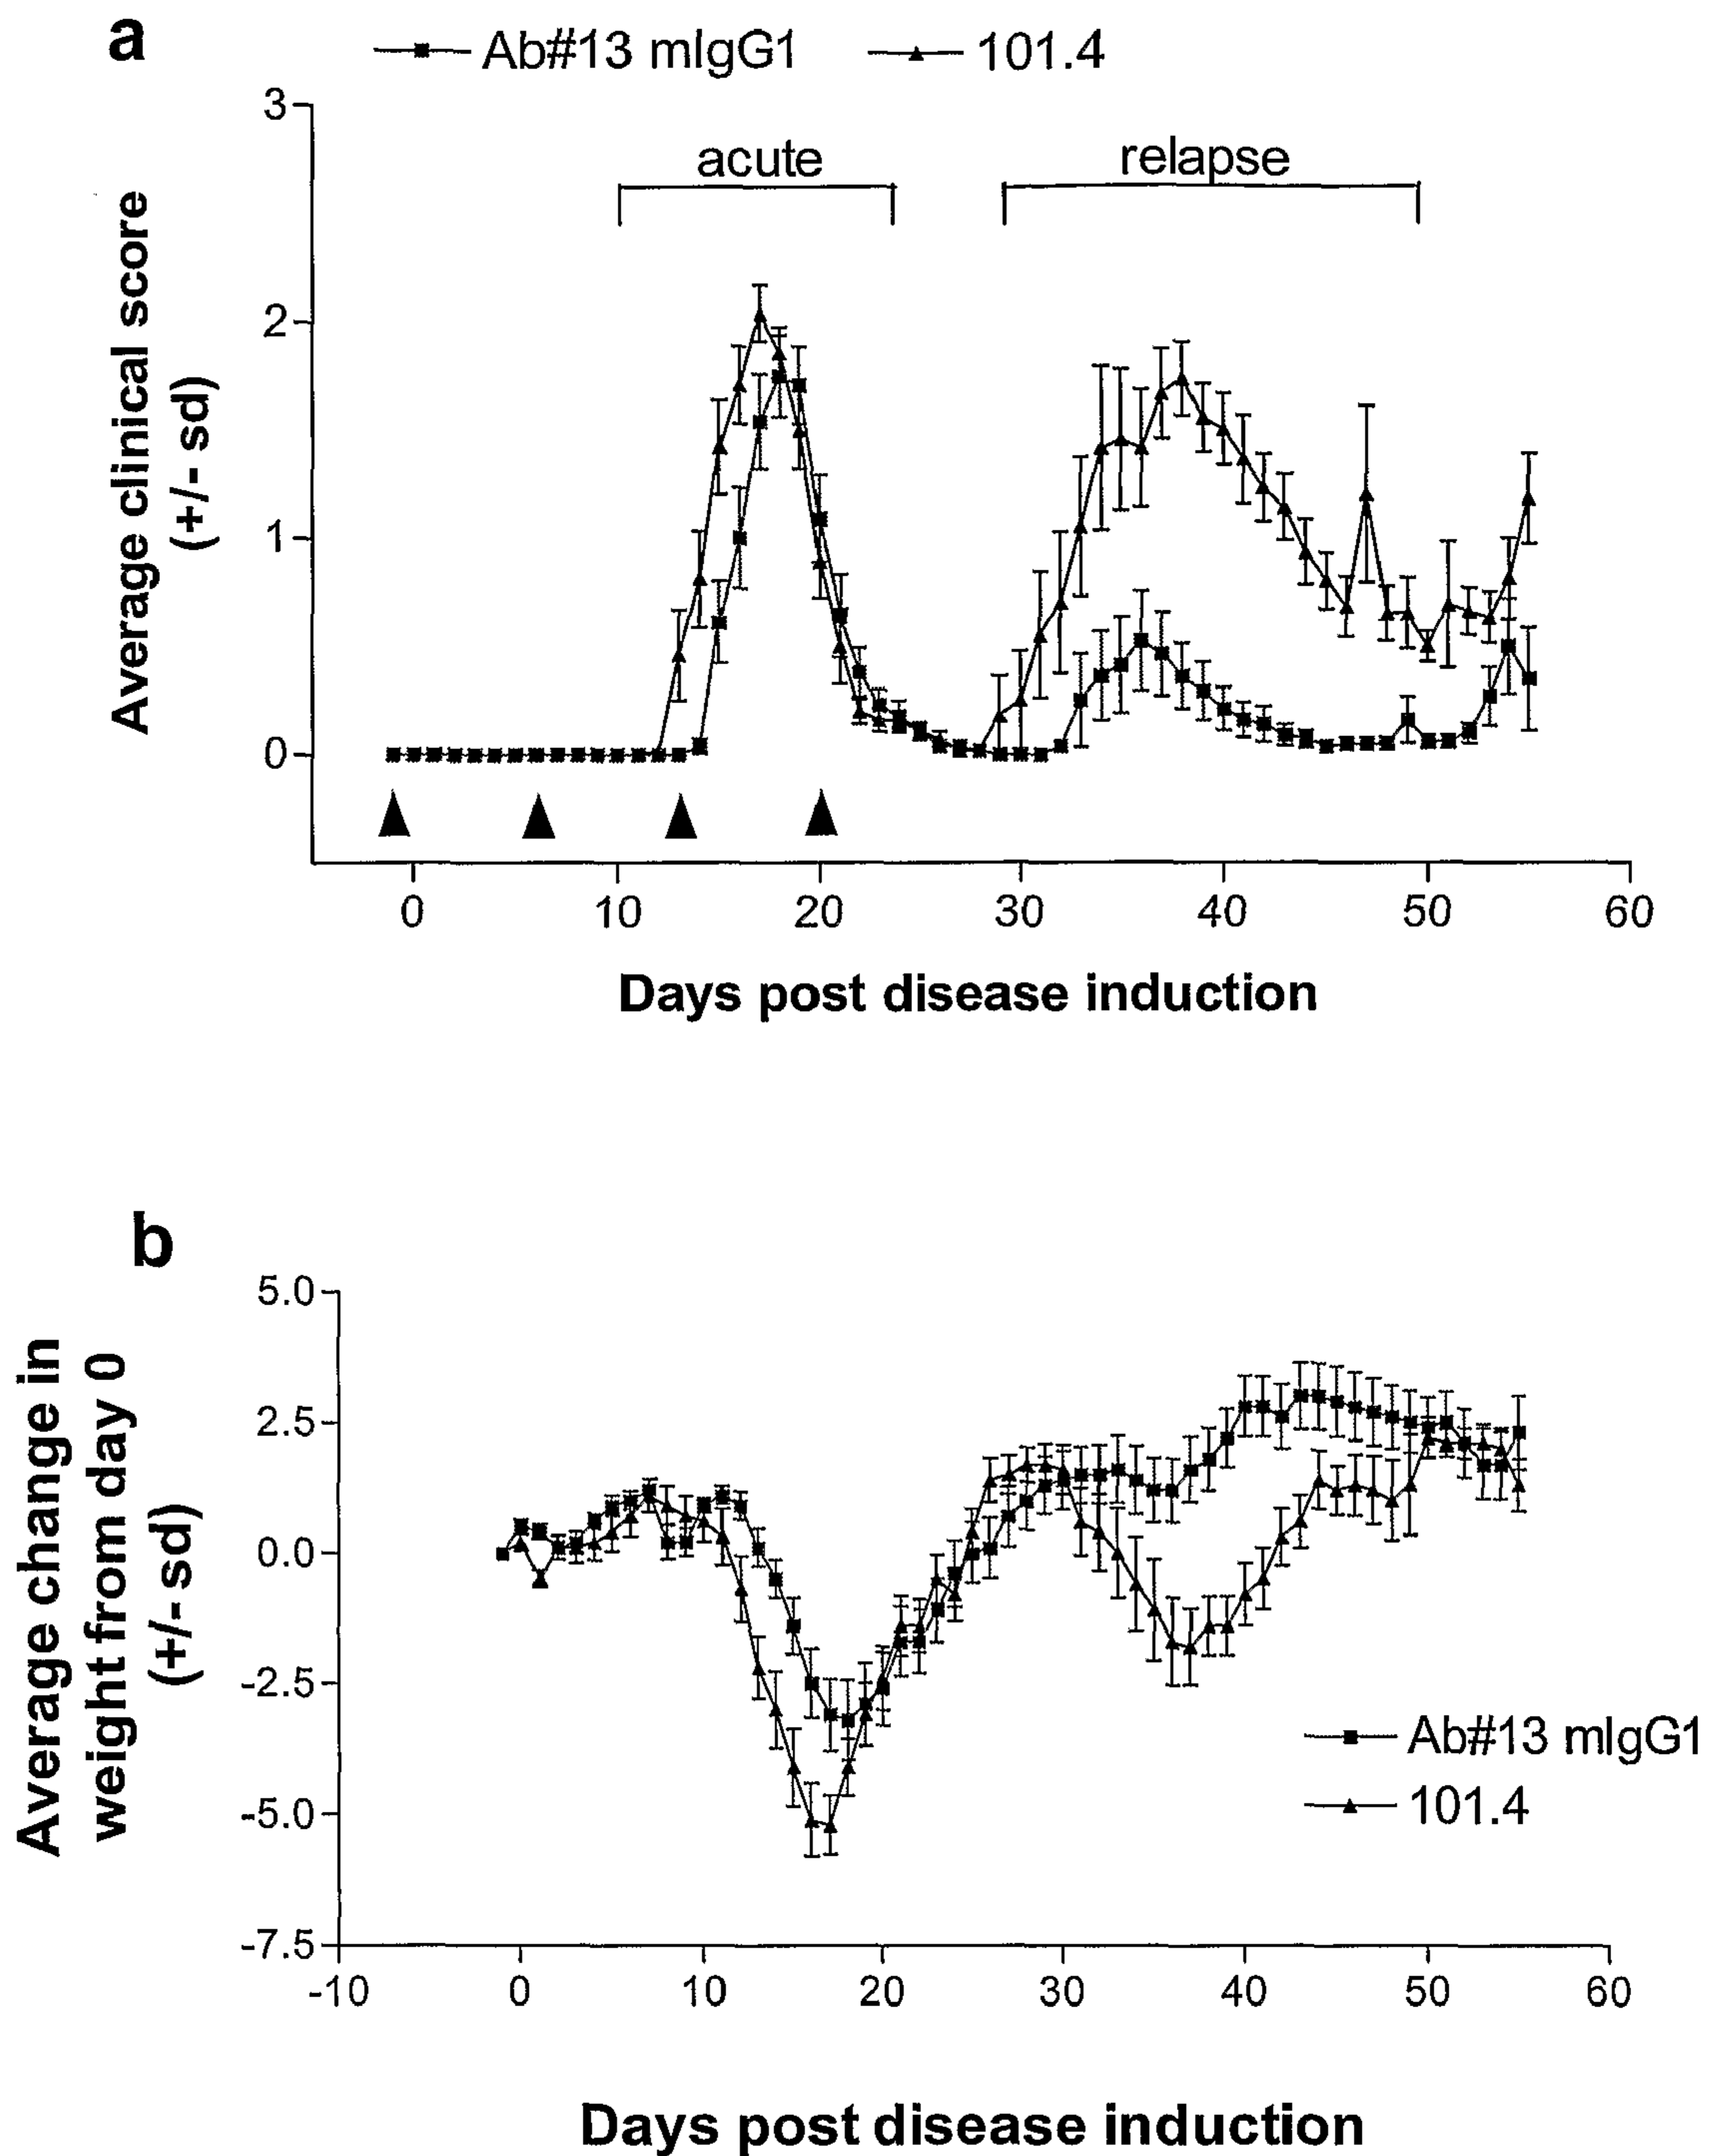 a
Ab#13 mIgG1 101.4
3
acute relapse
2
1
0
Average clinical score
(+/- sd)
0 10 20 30 40 50 60
Days post disease induction
b
5.0
2.5
0.0
-2.5
-5.0
-7.5
Average change in
weight from day 0
(+/- sd)
Ab#13 mIgG1
101.4
-10 0 10 20 30 40 50 60
Days post disease induction